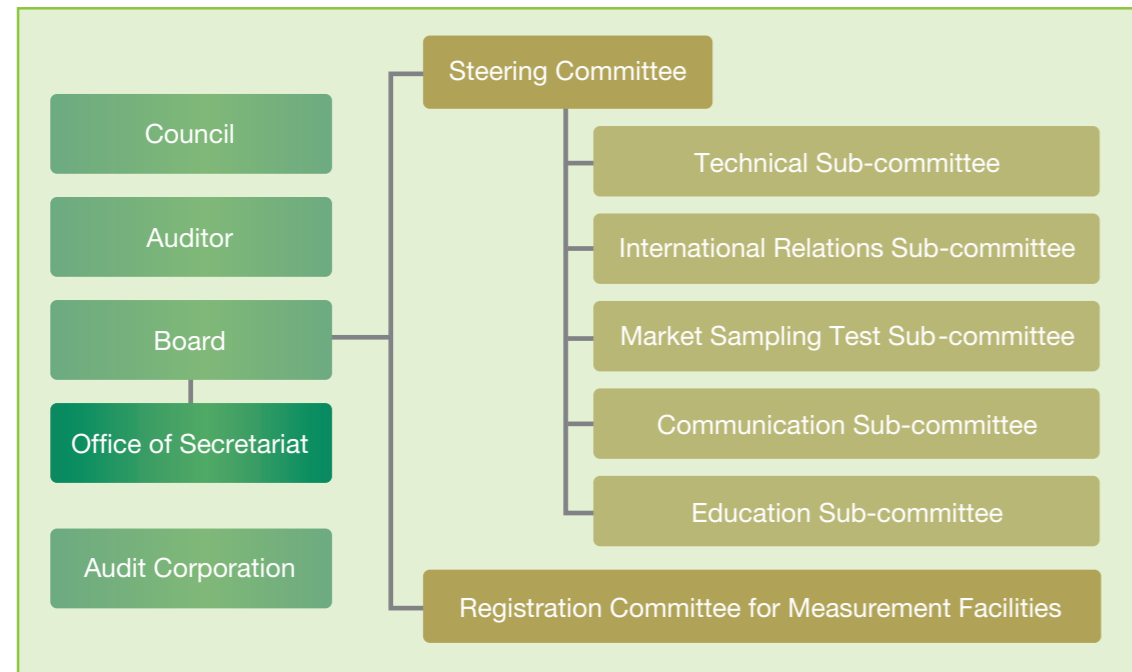 Council
Auditor
Board
Office of Secretariat
Audit Corporation
Steering Committee
Technical Sub-committee
International Relations Sub-committee
Market Sampling Test Sub-committee
Communication Sub-committee
Education Sub-committee
Registration Committee for Measurement Facilities